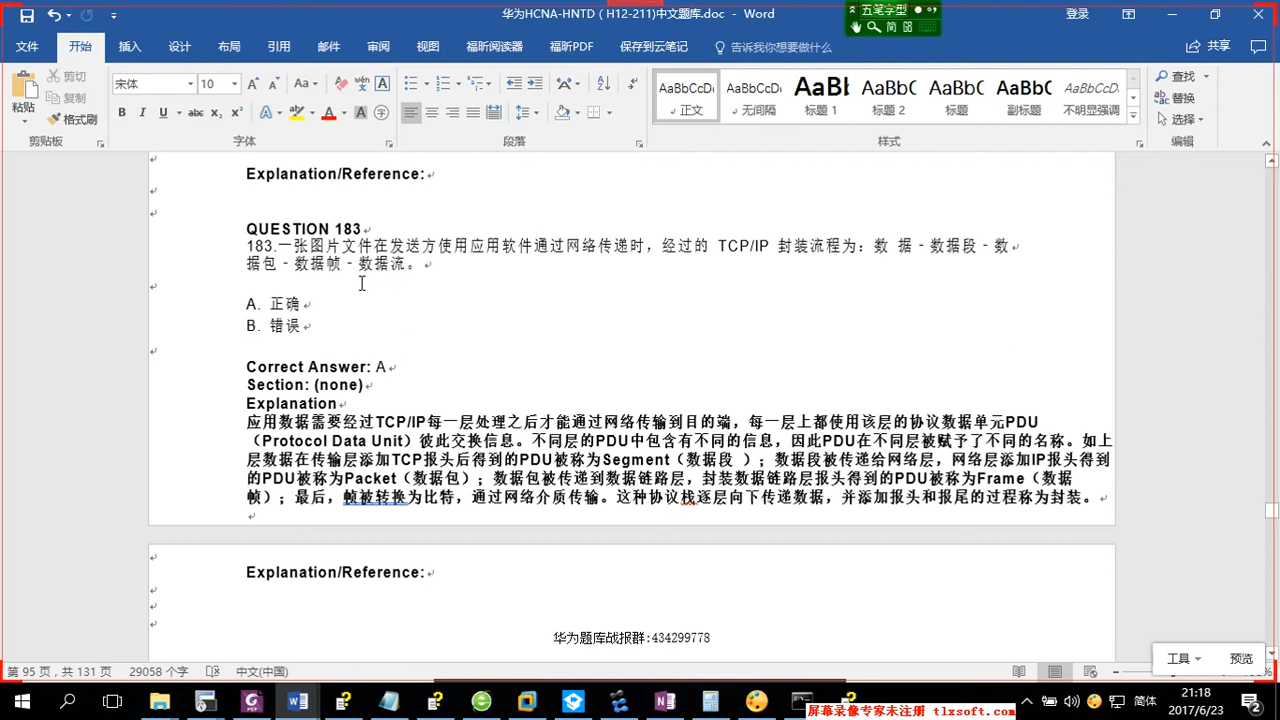 华为HCNA-HNTD ( H12-211)中文题库.doc - Word
五笔字型
简
登录
文件 开始 插入 设计 布局 引用 邮件 审阅 视图 福昕阅读器 福昕PDF 保存到云笔记 告诉我你想要做什么 共享
粘贴
剪切
复制
格式刷
剪贴板
宋体 10
字体
段落
AaBbCcDc 正文
AaBbCcDc 无间隔
AaBl 标题 1
AaBbC 标题 2
AaBbC 标题
AaBbC 副标题
AaBbCcDi 不明显强调
样式
查找
替换
选择
编辑
Explanation/Reference:
QUESTION 183
183.一张图片文件在发送方使用应用软件通过网络传递时，经过的 TCP/IP 封装流程为：数 据－数据段－数
据包－数据帧－数据流。
A. 正确
B. 错误
Correct Answer: A
Section: (none)
Explanation
应用数据需要经过TCP/IP每一层处理之后才能通过网络传输到目的端，每一层上都使用该层的协议数据单元PDU
（Protocol Data Unit）彼此交换信息。不同层的PDU中包含有不同的信息，因此PDU在不同层被赋予了不同的名称。如上
层数据在传输层添加TCP报头后得到的PDU被称为Segment（数据段 ）；数据段被传递给网络层，网络层添加IP报头得到
的PDU被称为Packet（数据包）；数据包被传递到数据链路层，封装数据链路层报头得到的PDU被称为Frame（数据
帧）；最后，帧被转换为比特，通过网络介质传输。这种协议栈逐层向下传递数据，并添加报头和报尾的过程称为封装。
Explanation/Reference:
华为题库战报群:434299778
工具 预览
第 95 页，共 131 页 29058 个字 中文(中国)
简体
21:18
2017/6/23
屏幕录像专家未注册 tlxsoft.com